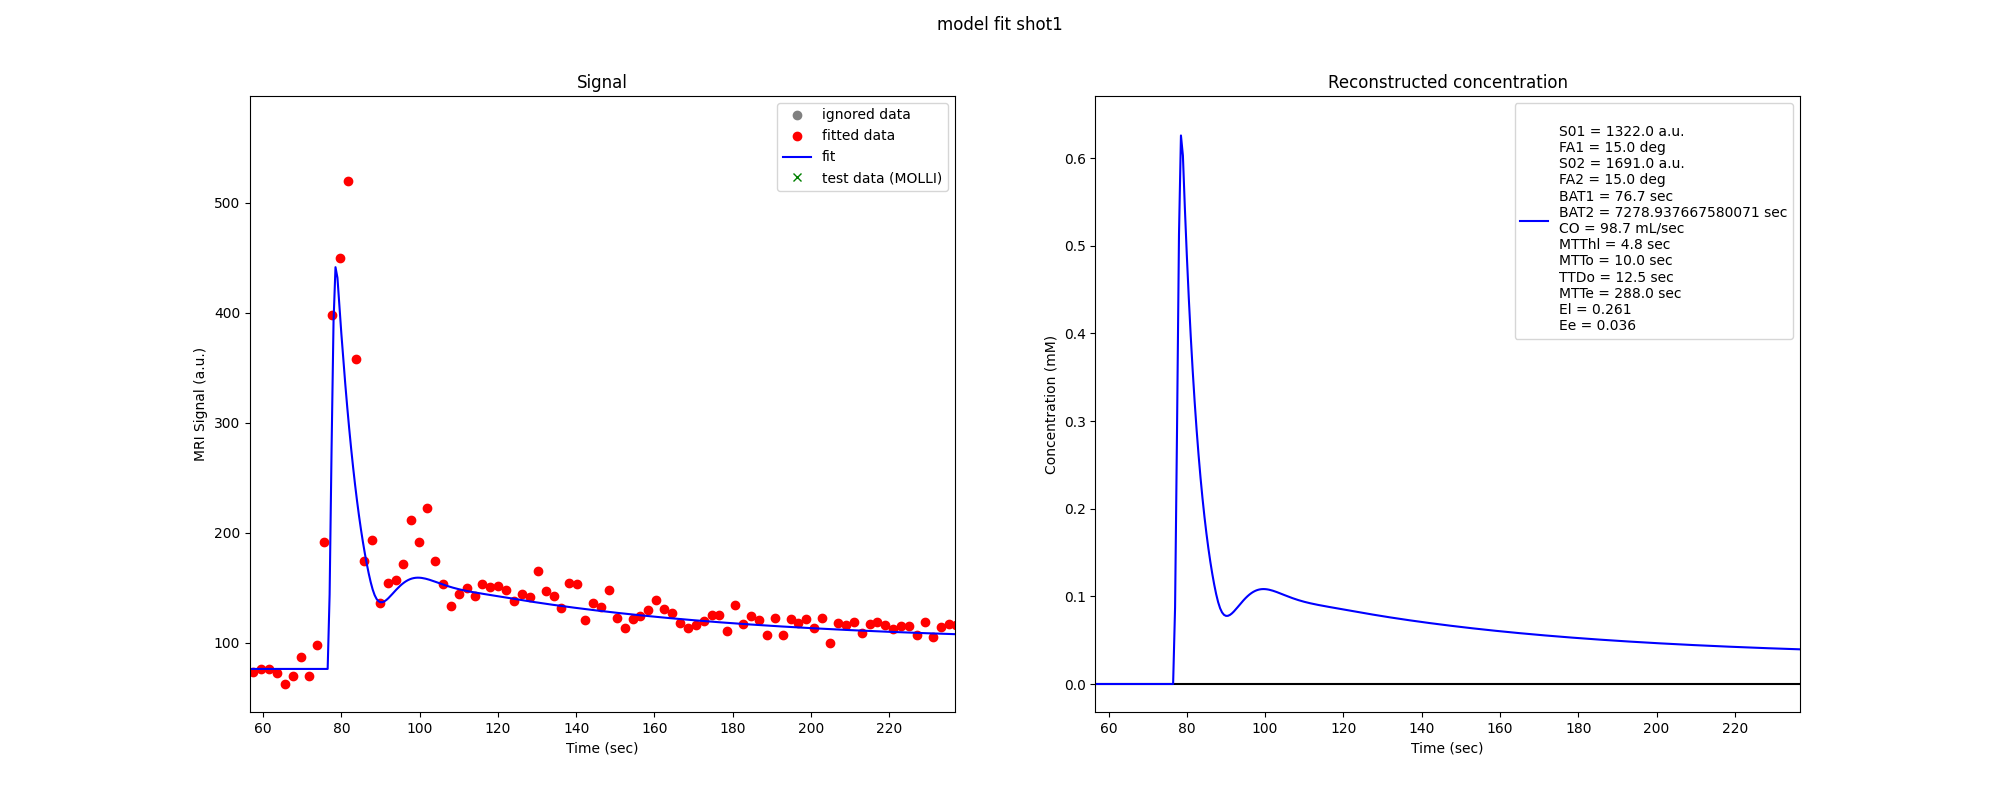 model fit shot1
Signal
500
400
300
200
100
60 80 100 120 140 160 180 200 220
MRI Signal (a.u.)
Time (sec)
ignored data
fitted data
fit
test data (MOLLI)
Reconstructed concentration
0.6
0.5
0.4
0.3
0.2
0.1
0.0
60 80 100 120 140 160 180 200 220
Concentration (mM)
Time (sec)
S01 = 1322.0 a.u.
FA1 = 15.0 deg
S02 = 1691.0 a.u.
FA2 = 15.0 deg
BAT1 = 76.7 sec
BAT2 = 7278.937667580071 sec
CO = 98.7 mL/sec
MTThl = 4.8 sec
MTTo = 10.0 sec
TTDo = 12.5 sec
MTTe = 288.0 sec
El = 0.261
Ee = 0.036